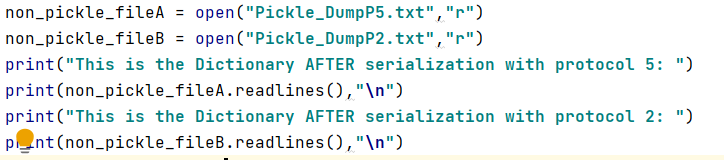 non_pickle_fileA = open("Pickle_DumpP5.txt","r")
non_pickle_fileB = open("Pickle_DumpP2.txt","r")
print("This is the Dictionary AFTER serialization with protocol 5: ")
print(non_pickle_fileA.readlines(),"\n")
print("This is the Dictionary AFTER serialization with protocol 2: ")
print(non_pickle_fileB.readlines(),"\n")